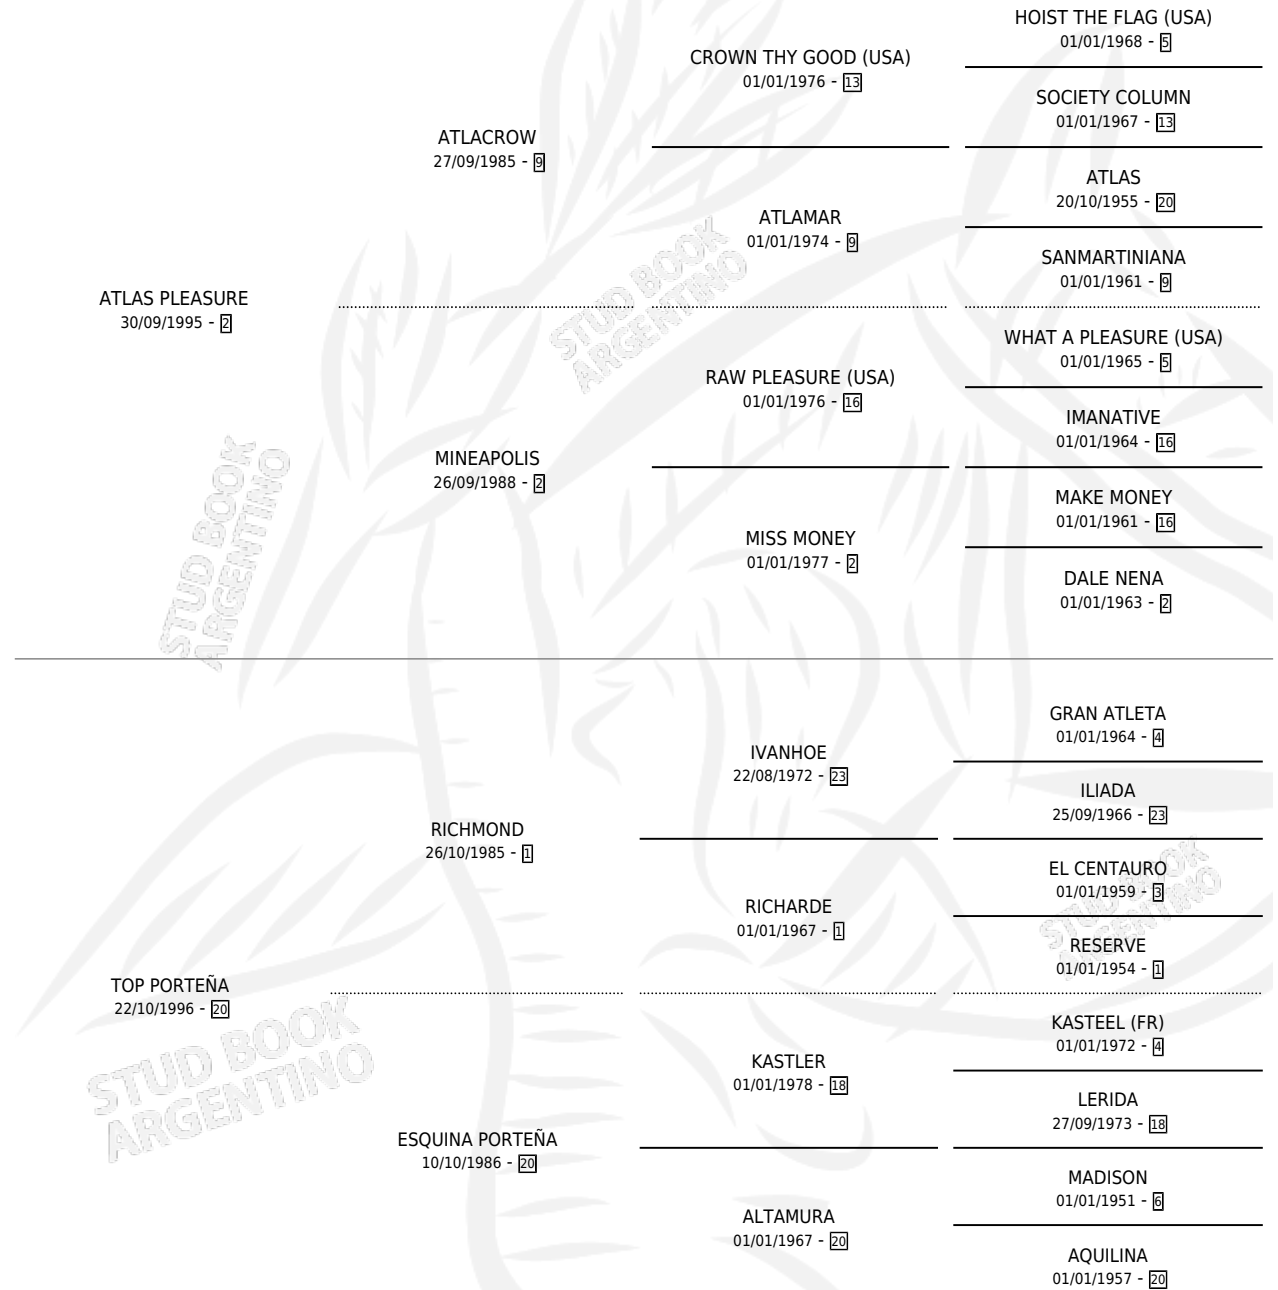 HOIST THE FLAG (USA)
01/01/1968 - 5
CROWN THY GOOD (USA)
01/01/1976 - 13
SOCIETY COLUMN
01/01/1967 - 13
ATLACROW
27/09/1985 - 9
ATLAS
20/10/1955 - 20
ATLAMAR
01/01/1974 - 9
SANMARTINIANA
01/01/1961 - 9
ATLAS PLEASURE
30/09/1995 - 2
WHAT A PLEASURE (USA)
01/01/1965 - 5
RAW PLEASURE (USA)
01/01/1976 - 16
IMANATIVE
01/01/1964 - 16
MINEAPOLIS
26/09/1988 - 2
MAKE MONEY
01/01/1961 - 16
MISS MONEY
01/01/1977 - 2
DALE NENA
01/01/1963 - 2
GRAN ATLETA
01/01/1964 - 4
IVANHOE
22/08/1972 - 23
ILIADA
25/09/1966 - 23
RICHMOND
26/10/1985 - 1
EL CENTAURO
01/01/1959 - 3
RICHARDE
01/01/1967 - 1
RESERVE
01/01/1954 - 1
TOP PORTEÑA
22/10/1996 - 20
KASTEEL (FR)
01/01/1972 - 4
KASTLER
01/01/1978 - 18
LERIDA
27/09/1973 - 18
ESQUINA PORTEÑA
10/10/1986 - 20
MADISON
01/01/1951 - 6
ALTAMURA
01/01/1967 - 20
AQUILINA
01/01/1957 - 20
STUD BOOK
ARGENTINO
STUD BOOK
ARGENTINO
STUD BOOK
ARGENTINO
STUD BOOK
ARGENTINO